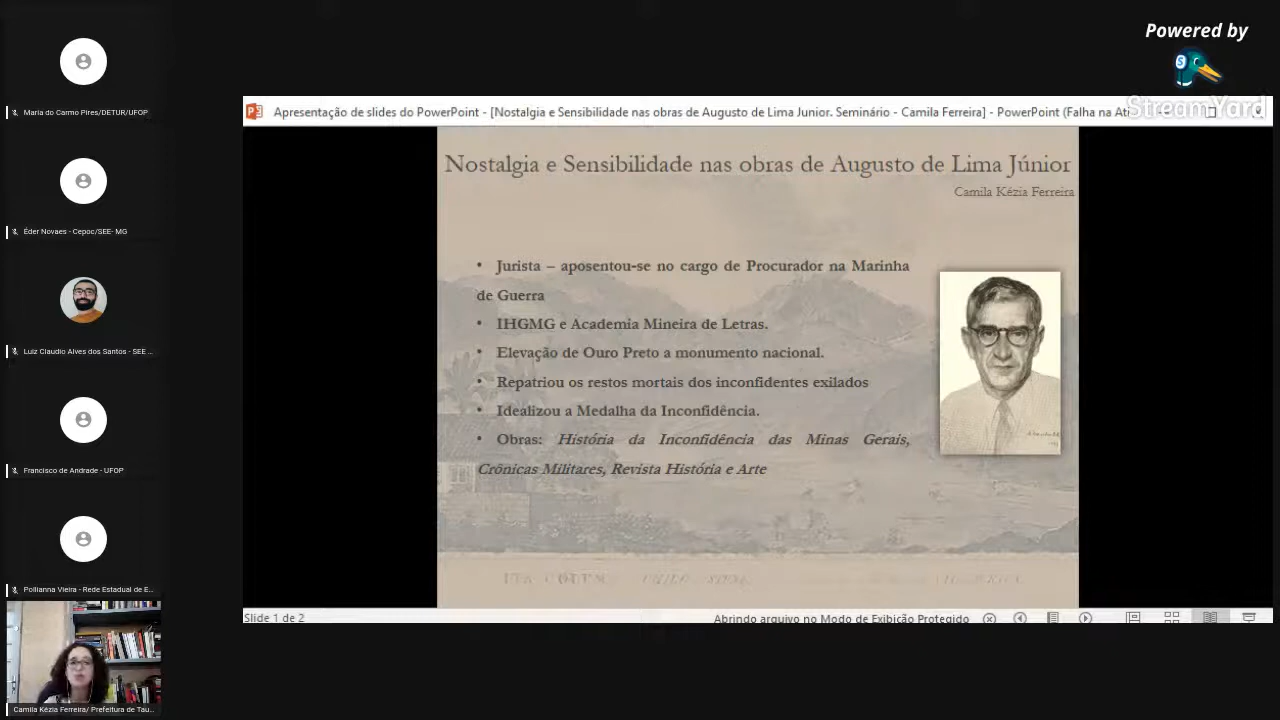 Powered by
StreamYard
Maria do Carmo Pires/DETUR/UFOP
Éder Novaes - Cepoc/SEE- MG
Luiz Claudio Alves dos Santos - SEE ...
Francisco de Andrade - UFOP
Pollianna Vieira - Rede Estadual de E...
Camila Kézia Ferreira/ Prefeitura de Tau...
Apresentação de slides do PowerPoint - [Nostalgia e Sensibilidade nas obras de Augusto de Lima Junior. Seminário - Camila Ferreira] - PowerPoint (Falha na Ati
Nostalgia e Sensibilidade nas obras de Augusto de Lima Júnior
Camila Kézia Ferreira
• Jurista – aposentou-se no cargo de Procurador na Marinha
de Guerra
• IHGMG e Academia Mineira de Letras.
• Elevação de Ouro Preto a monumento nacional.
• Repatriou os restos mortais dos inconfidentes exilados
• Idealizou a Medalha da Inconfidência.
• Obras: História da Inconfidência das Minas Gerais,
Crônicas Militares, Revista História e Arte
Slide 1 de 2
Abrindo arquivo no Modo de Exibição Protegido